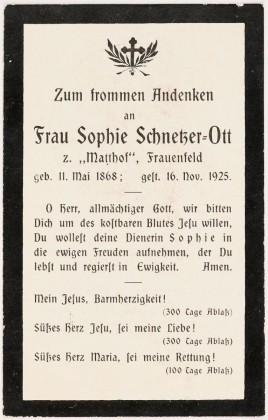 Zum frommen Andenken
an
Frau Sophie Schnetzer-Ott
z. „Matthof“, Frauenfeld
geb. 11. Mai 1868; gest. 16. Nov. 1925.
O Herr, allmächtiger Gott, wir bitten
Dich um des kostbaren Blutes Jesu willen,
Du wollest deine Dienerin Sophie in
die ewigen Freuden aufnehmen, der Du
lebst und regierst in Ewigkeit. Amen.
Mein Jesus, Barmherzigkeit!
(300 Tage Ablaß)
Süßes Herz Jesu, sei meine Liebe!
(300 Tage Ablaß)
Süßes Herz Maria, sei meine Rettung!
(100 Tage Ablaß)